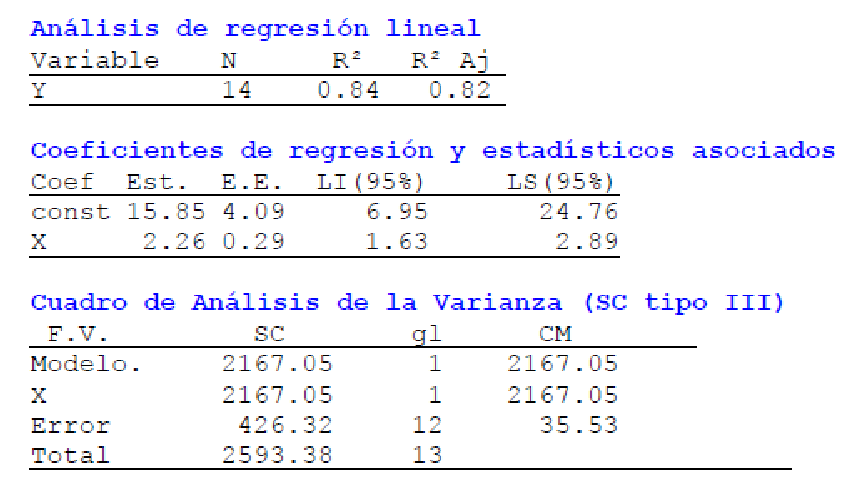 Análisis de regresión lineal
Variable N R² R² Aj
Y 14 0.84 0.82
Coeficientes de regresión y estadísticos asociados
Coef Est. E.E. LI(95%) LS(95%)
const 15.85 4.09 6.95 24.76
X 2.26 0.29 1.63 2.89
Cuadro de Análisis de la Varianza (SC tipo III)
F.V. SC gl CM
Modelo. 2167.05 1 2167.05
X 2167.05 1 2167.05
Error 426.32 12 35.53
Total 2593.38 13